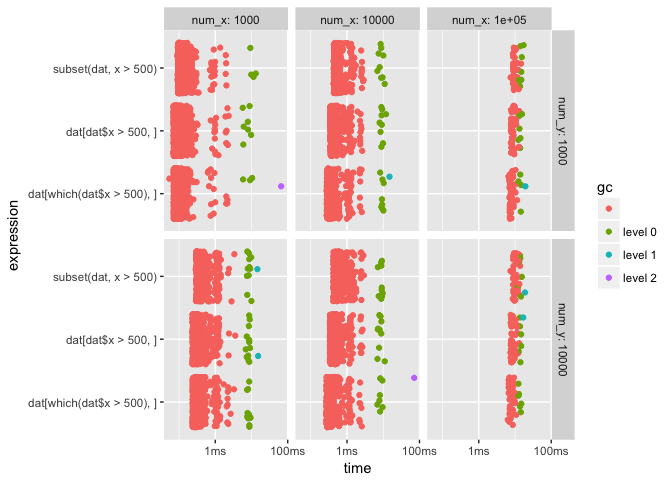 num_x: 1000
num_x: 10000
num_x: 1e+05
subset(dat, x > 500)
dat[dat$x > 500, ]
dat[which(dat$x > 500), ]
num_y: 1000
subset(dat, x > 500)
dat[dat$x > 500, ]
dat[which(dat$x > 500), ]
num_y: 10000
expression
1ms
100ms
1ms
100ms
1ms
100ms
time
gc
level 0
level 1
level 2